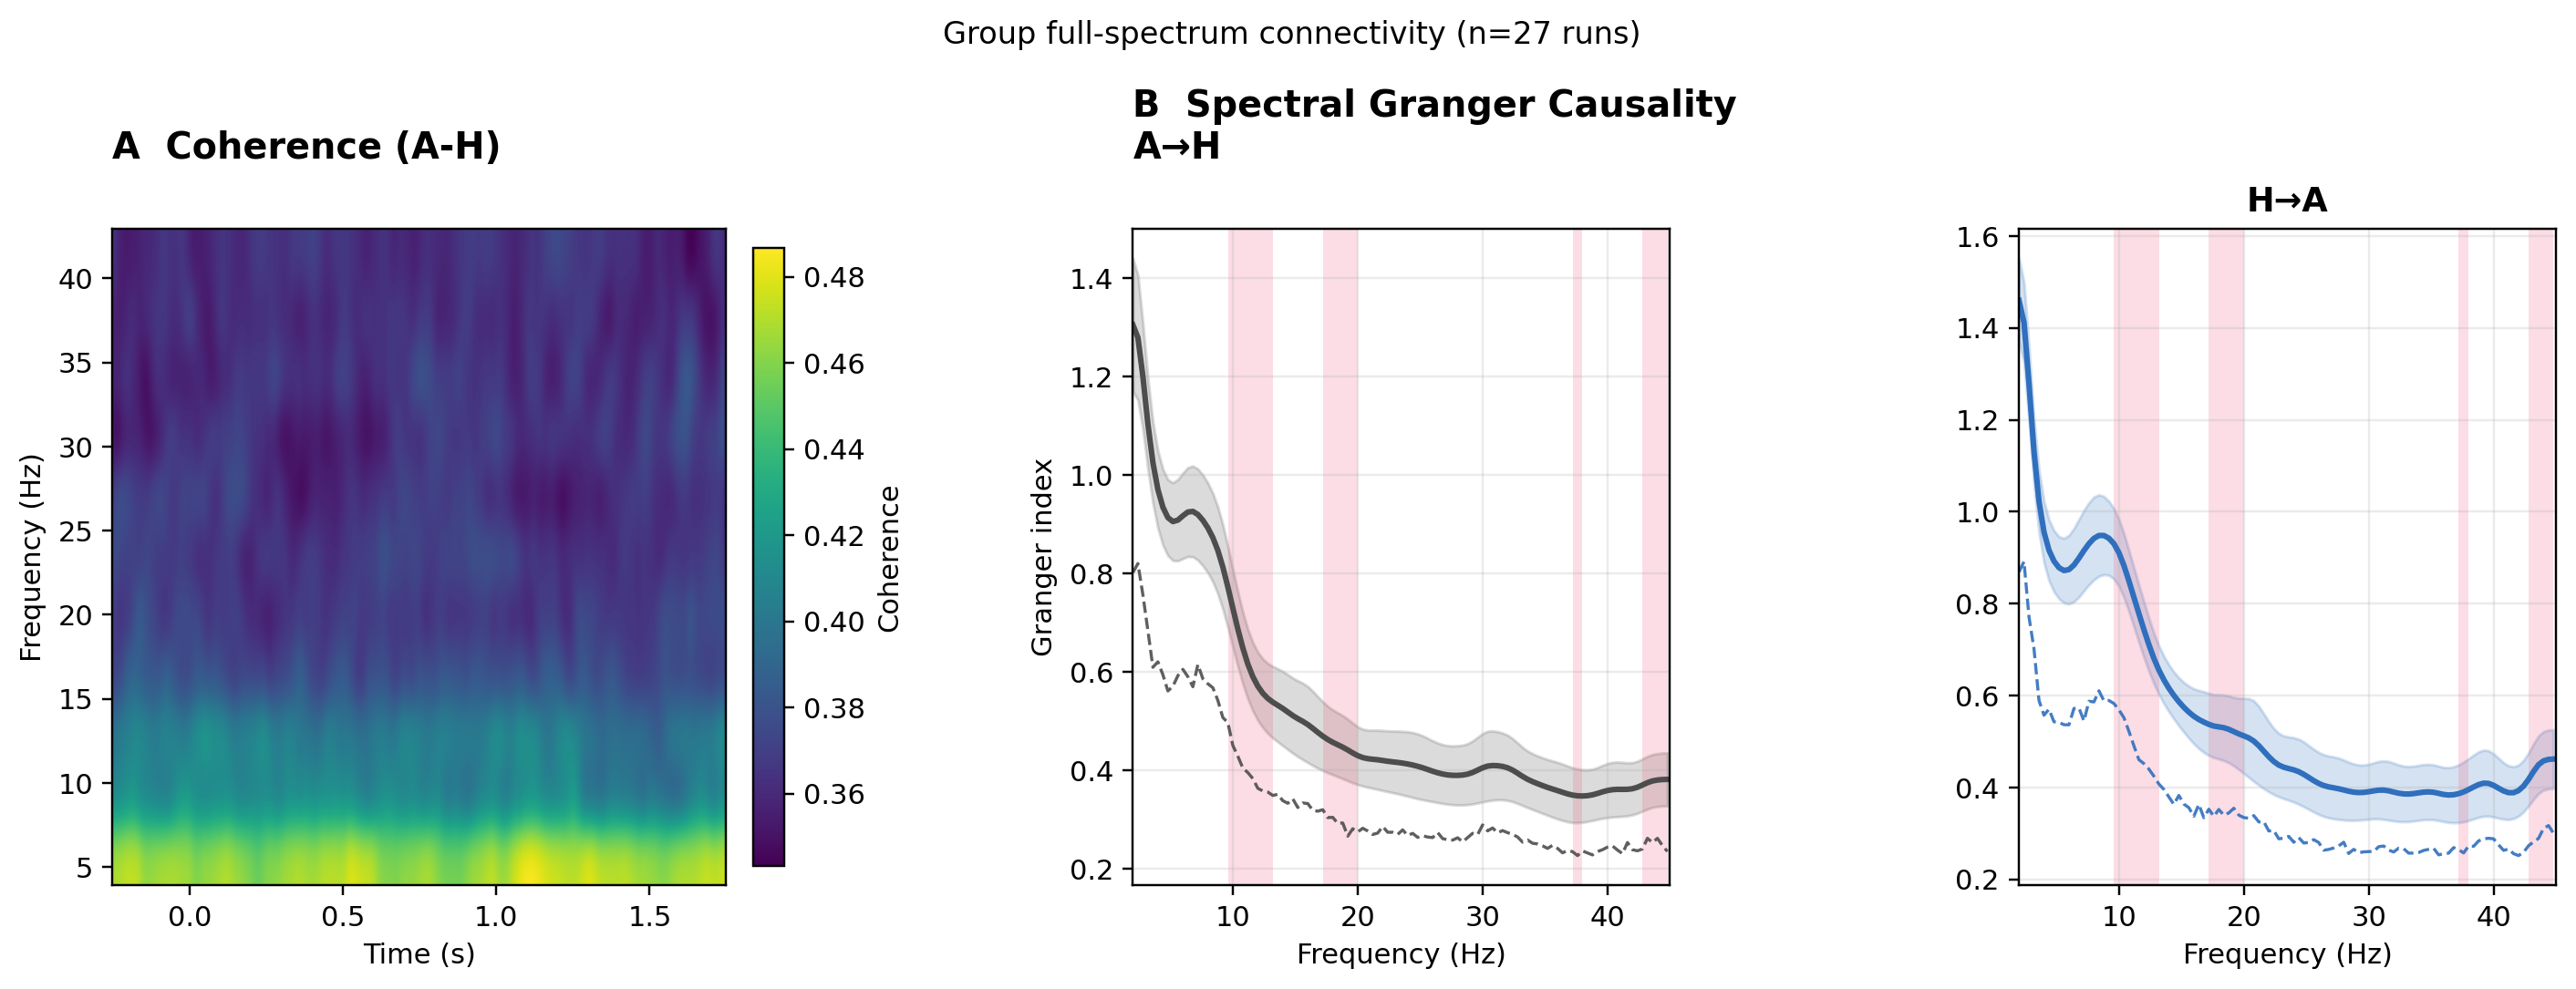 Group full-spectrum connectivity (n=27 runs)
A  Coherence (A-H)
40
35
30
25
20
15
10
5
Frequency (Hz)
0.0 0.5 1.0 1.5
Time (s)
0.48
0.46
0.44
0.42
0.40
0.38
0.36
Coherence
B  Spectral Granger Causality
A→H
1.4
1.2
1.0
0.8
0.6
0.4
0.2
Granger index
10 20 30 40
Frequency (Hz)
H→A
1.6
1.4
1.2
1.0
0.8
0.6
0.4
0.2
10 20 30 40
Frequency (Hz)